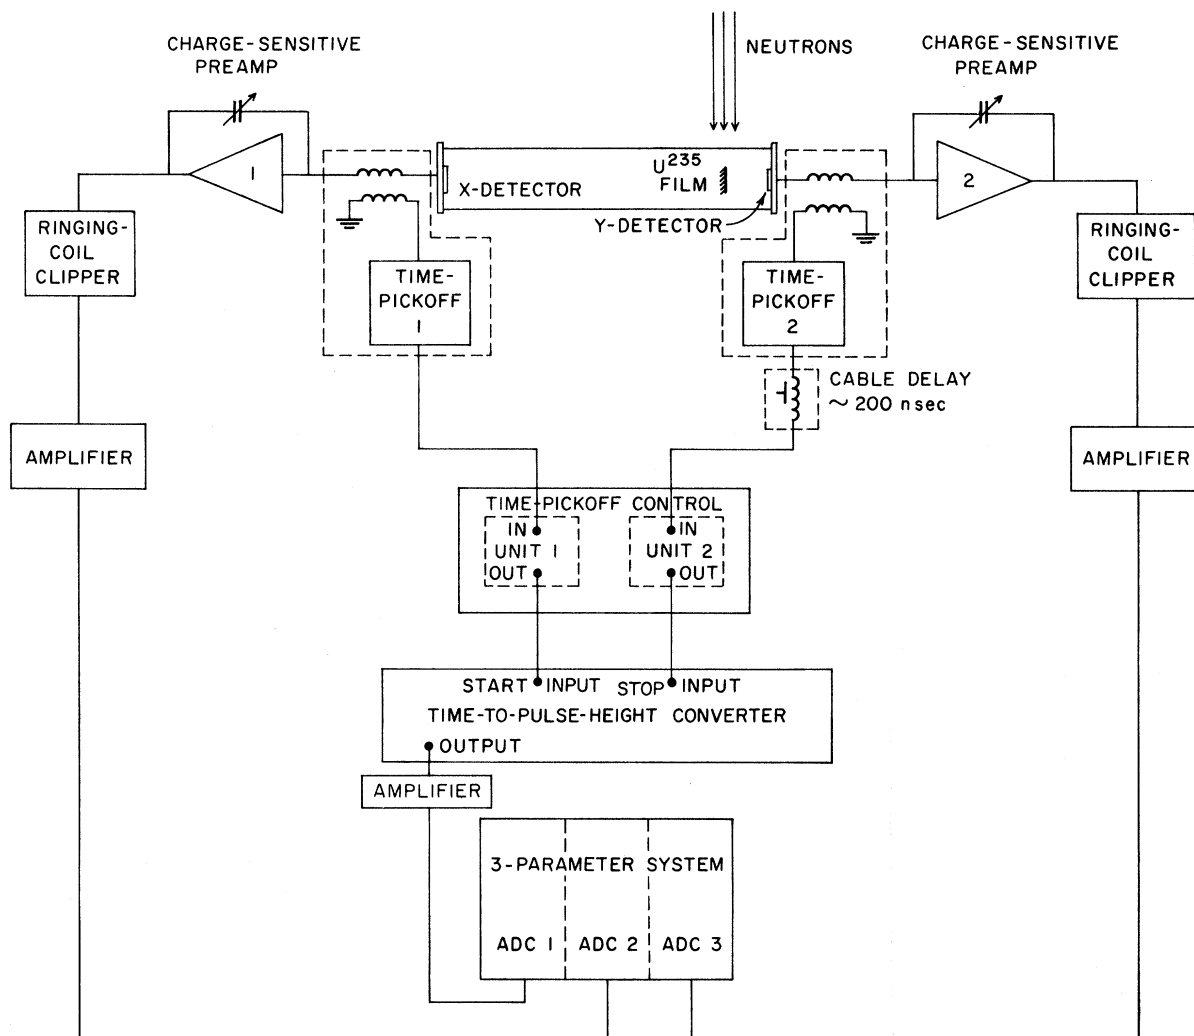 CHARGE-SENSITIVE
PREAMP
NEUTRONS
CHARGE-SENSITIVE
PREAMP
1
X-DETECTOR
U235
FILM
Y-DETECTOR
2
RINGING-
COIL
CLIPPER
TIME-
PICKOFF
1
TIME-
PICKOFF
2
RINGING-
COIL
CLIPPER
CABLE DELAY
~ 200 nsec
AMPLIFIER
AMPLIFIER
TIME-PICKOFF CONTROL
IN
UNIT 1
OUT
IN
UNIT 2
OUT
START INPUT
STOP INPUT
TIME-TO-PULSE-HEIGHT CONVERTER
OUTPUT
AMPLIFIER
3-PARAMETER SYSTEM
ADC 1
ADC 2
ADC 3